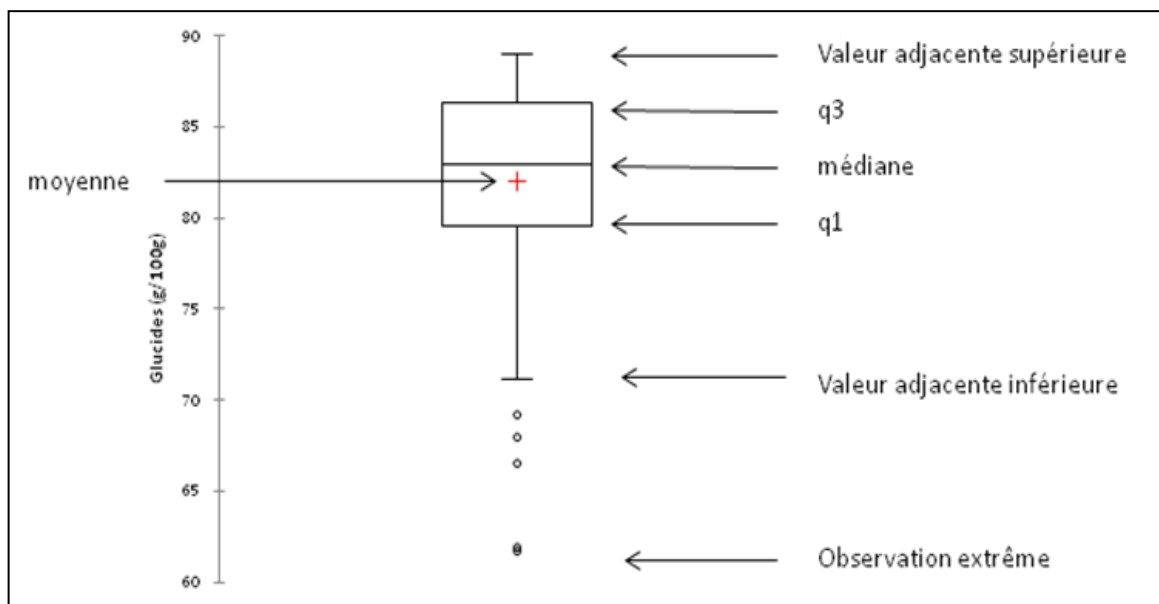 90
Valeur adjacente supérieure
q3
85
médiane
moyenne
80
q1
Glucides (g/100g)
75
Valeur adjacente inférieure
70
65
Observation extrême
60